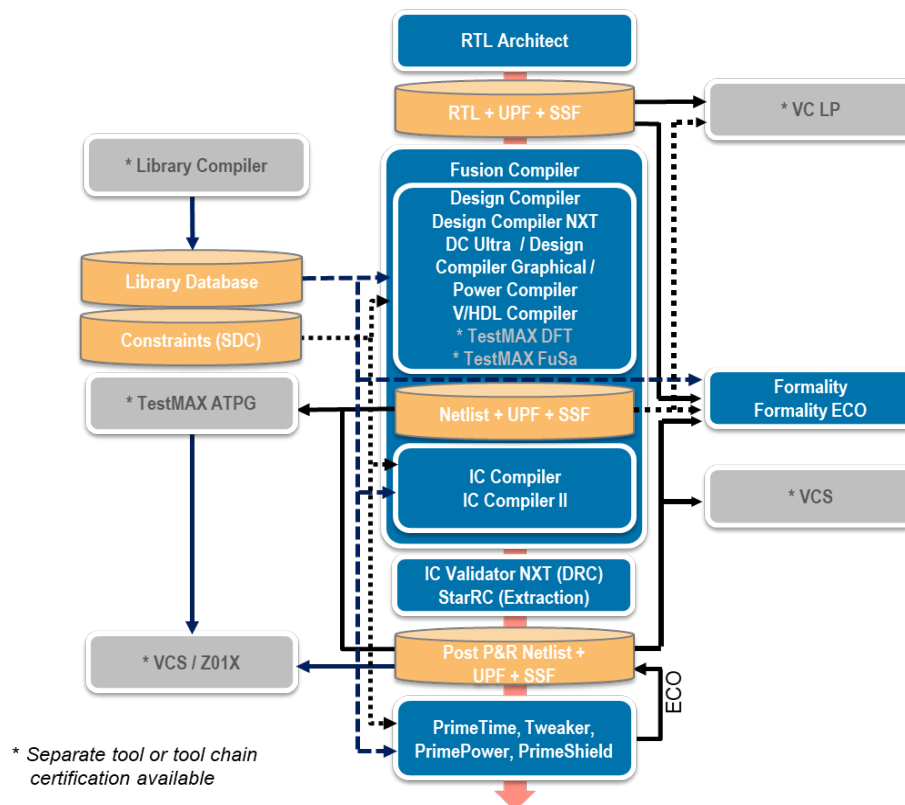 RTL Architect
RTL + UPF + SSF
* VC LP
* Library Compiler
Fusion Compiler
Design Compiler
Design Compiler NXT
DC Ultra / Design
Compiler Graphical /
Power Compiler
V/HDL Compiler
* TestMAX DFT
* TestMAX FuSa
Library Database
Constraints (SDC)
* TestMAX ATPG
Netlist + UPF + SSF
Formality
Formality ECO
IC Compiler
IC Compiler II
* VCS
IC Validator NXT (DRC)
StarRC (Extraction)
* VCS / Z01X
Post P&R Netlist +
UPF + SSF
ECO
PrimeTime, Tweaker,
PrimePower, PrimeShield
* Separate tool or tool chain
certification available